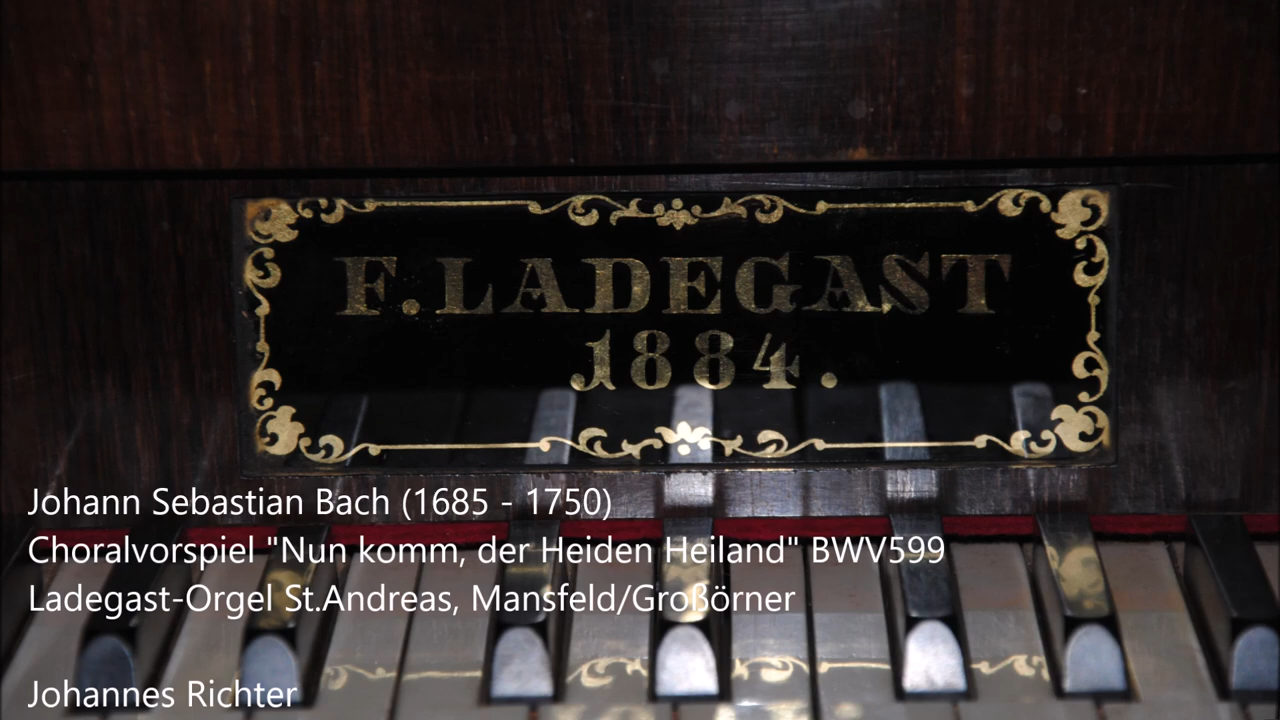 F.LADEGAST
1884.
Johann Sebastian Bach (1685 - 1750)
Choralvorspiel "Nun komm, der Heiden Heiland" BWV599
Ladegast-Orgel St.Andreas, Mansfeld/Großörner
Johannes Richter